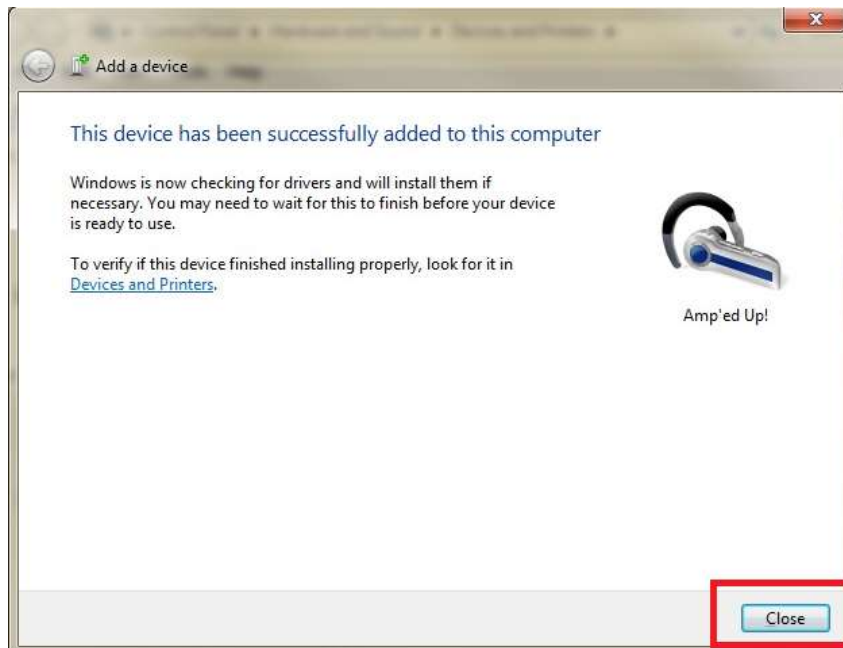 Add a device
This device has been successfully added to this computer
Windows is now checking for drivers and will install them if
necessary. You may need to wait for this to finish before your device
is ready to use.
To verify if this device finished installing properly, look for it in
Devices and Printers.
Amp'ed Up!
Close